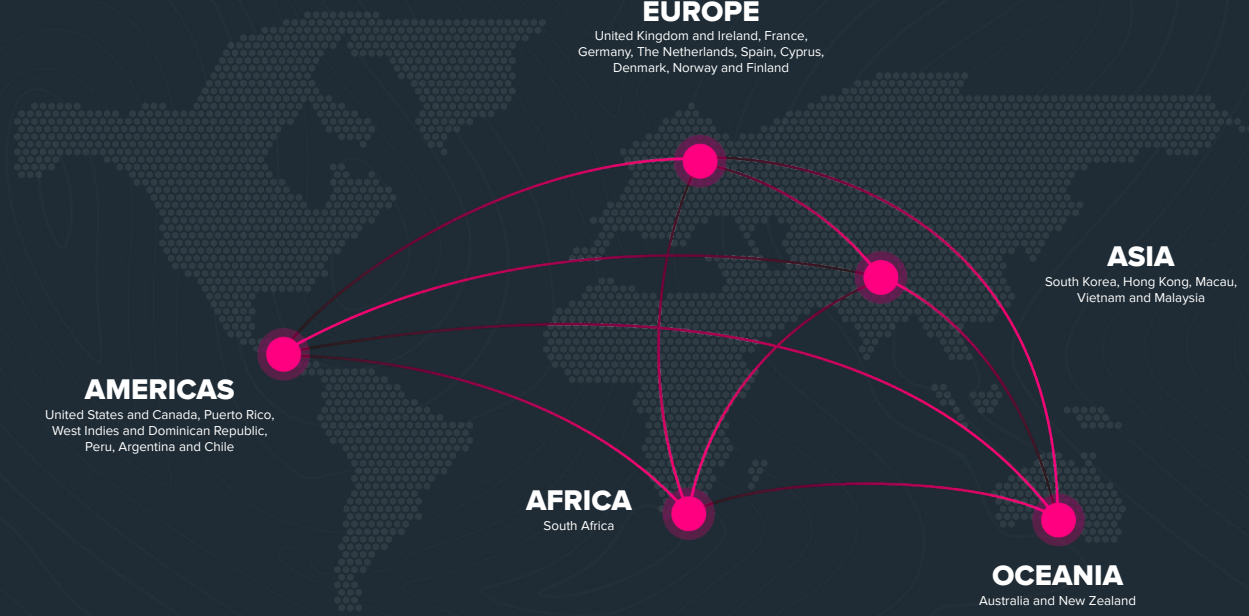 EUROPE
United Kingdom and Ireland, France,
Germany, The Netherlands, Spain, Cyprus,
Denmark, Norway and Finland
ASIA
South Korea, Hong Kong, Macau,
Vietnam and Malaysia
AMERICAS
United States and Canada, Puerto Rico,
West Indies and Dominican Republic,
Peru, Argentina and Chile
AFRICA
South Africa
OCEANIA
Australia and New Zealand